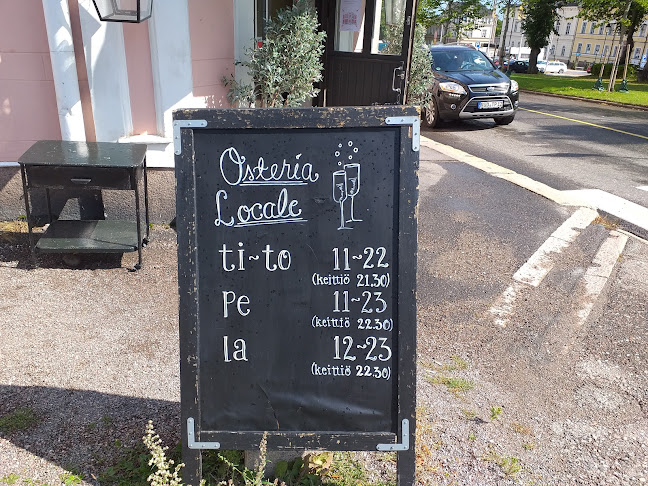 Osteria
Locale
ti~to 11~22
(keittiö 21.30)
Pe 11~23
(keittiö 22.30)
la 12~23
(keittiö 22.30)